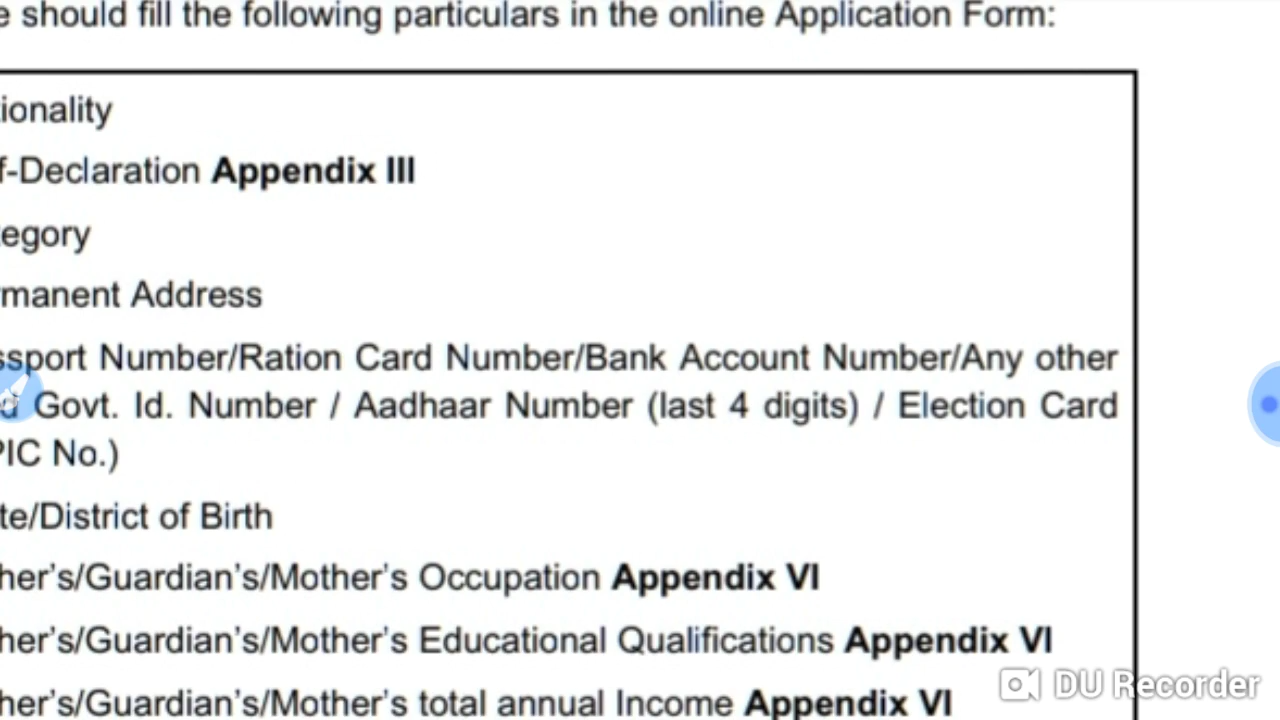 e should fill the following particulars in the online Application Form:
ionality
f-Declaration Appendix III
egory
manent Address
ssport Number/Ration Card Number/Bank Account Number/Any other
d Govt. Id. Number / Aadhaar Number (last 4 digits) / Election Card
PIC No.)
te/District of Birth
her's/Guardian's/Mother's Occupation Appendix VI
her's/Guardian's/Mother's Educational Qualifications Appendix VI
her's/Guardian's/Mother's total annual Income Appendix VI
DU Recorder